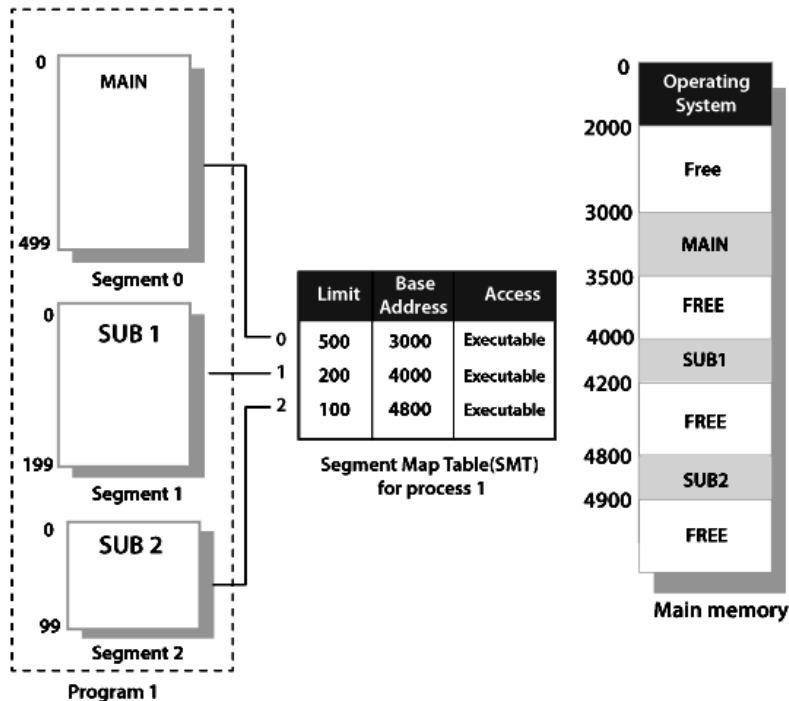 0
MAIN
499
Segment 0
0
SUB 1
199
Segment 1
0
SUB 2
99
Segment 2
Program 1
Limit Base Address Access
0 500 3000 Executable
1 200 4000 Executable
2 100 4800 Executable
Segment Map Table(SMT)
for process 1
0
Operating
System
2000
Free
3000
MAIN
3500
FREE
4000
SUB1
4200
FREE
4800
SUB2
4900
FREE
Main memory